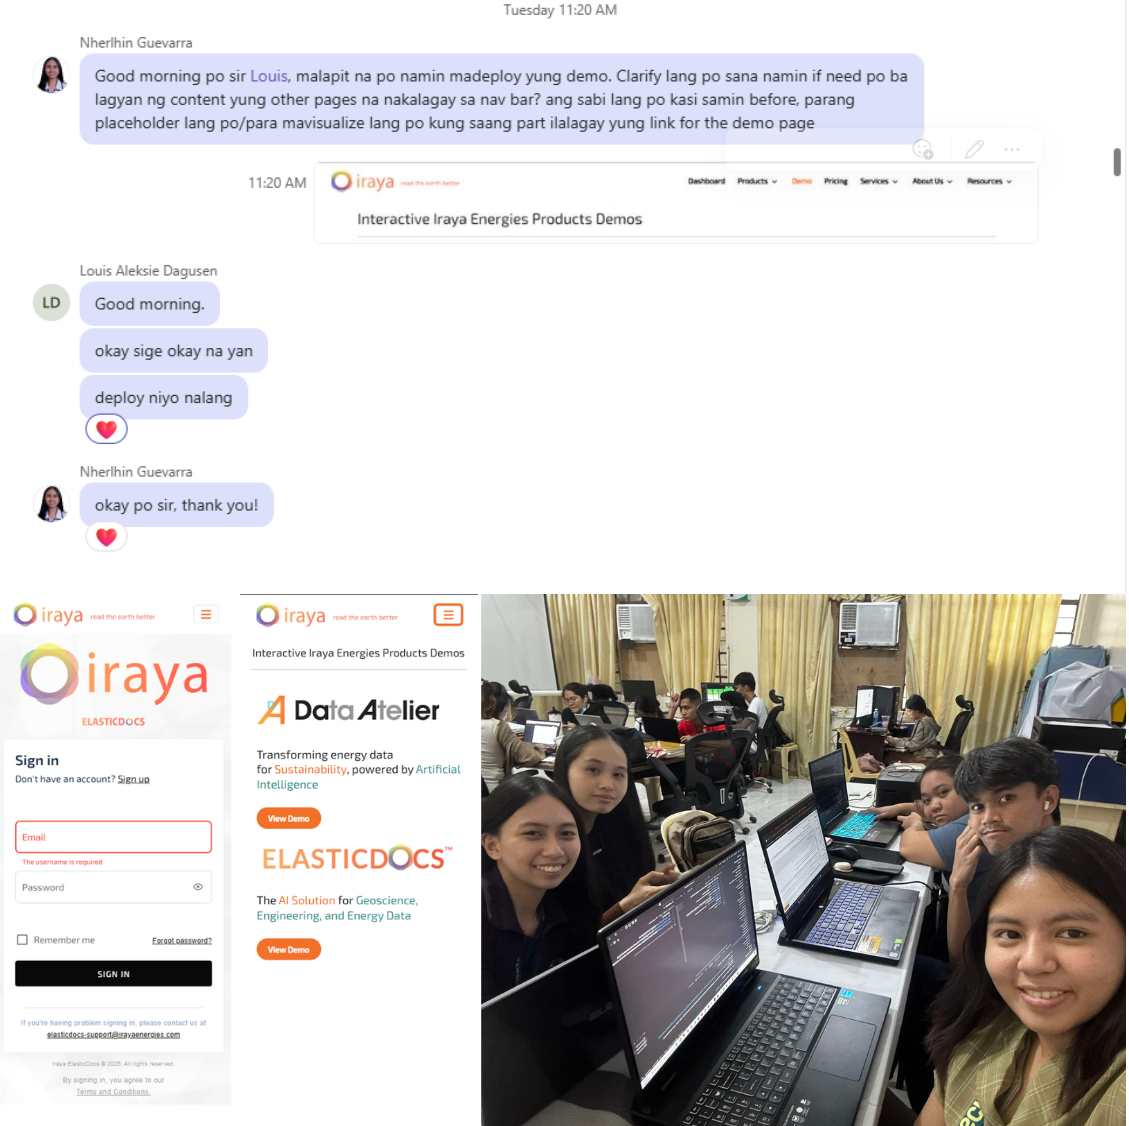 Tuesday 11:20 AM
Nherlhin Guevarra
Good morning po sir Louis, malapit na po namin madeploy yung demo. Clarify lang po sana namin if need po ba
lagyan ng content yung other pages na nakalagay sa nav bar? ang sabi lang po kasi samin before, parang
placeholder lang po/para mavisualize lang po kung saang part ilalagay yung link for the demo page
11:20 AM
iraya read the earth better
Dashboard Products Demo Pricing Services About Us Resources
Interactive Iraya Energies Products Demos
Louis Aleksie Dagusen
LD
Good morning.
okay sige okay na yan
deploy niyo nalang
Nherlhin Guevarra
okay po sir, thank you!
iraya read the earth better
iraya
ELASTICDOCS
Sign in
Don't have an account? Sign up
Email
The username is required
Password
Remember me Forgot password?
SIGN IN
If you're having problem signing in, please contact us at
elasticdocs-support@irayaenergies.com
Iraya ElasticDocs © 2025. All rights reserved.
By signing in, you agree to our
Terms and Conditions.
iraya read the earth better
Interactive Iraya Energies Products Demos
Data Atelier
Transforming energy data
for Sustainability, powered by Artificial
Intelligence
View Demo
ELASTICDOCS™
The AI Solution for Geoscience,
Engineering, and Energy Data
View Demo